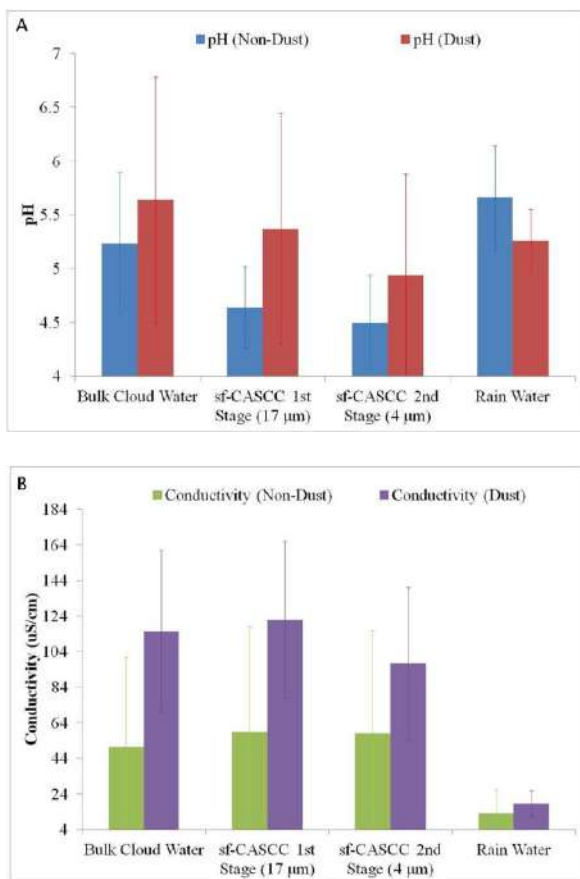 A
pH (Non-Dust) pH (Dust)
7
6.5
6
5.5
5
4.5
4
pH
Bulk Cloud Water sf-CASCC 1st sf-CASCC 2nd Rain Water
Stage (17 μm) Stage (4 μm)
B
Conductivity (Non-Dust) Conductivity (Dust)
184
164
144
124
104
84
64
44
24
4
Conductivity (uS/cm)
Bulk Cloud Water sf-CASCC 1st sf-CASCC 2nd Rain Water
Stage (17 μm) Stage (4 μm)